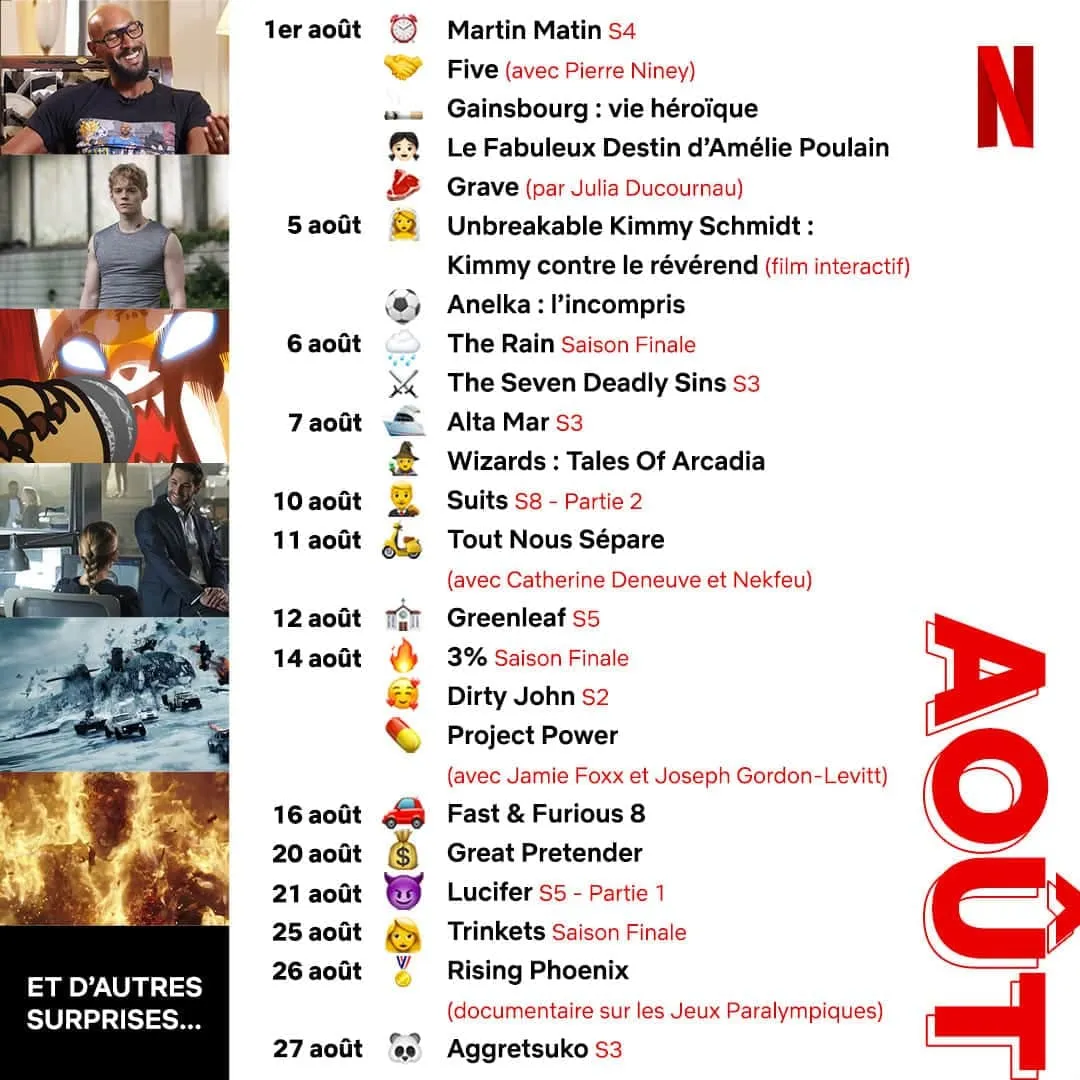 1er août Martin Matin S4
Five (avec Pierre Niney)
Gainsbourg : vie héroïque
Le Fabuleux Destin d'Amélie Poulain
Grave (par Julia Ducournau)
5 août Unbreakable Kimmy Schmidt :
Kimmy contre le révérend (film interactif)
Anelka : l'incompris
6 août The Rain Saison Finale
The Seven Deadly Sins S3
7 août Alta Mar S3
Wizards : Tales Of Arcadia
10 août Suits S8 - Partie 2
11 août Tout Nous Sépare
(avec Catherine Deneuve et Nekfeu)
12 août Greenleaf S5
14 août 3% Saison Finale
Dirty John S2
Project Power
(avec Jamie Foxx et Joseph Gordon-Levitt)
16 août Fast & Furious 8
20 août Great Pretender
21 août Lucifer S5 - Partie 1
25 août Trinkets Saison Finale
26 août Rising Phoenix
(documentaire sur les Jeux Paralympiques)
27 août Aggretsuko S3
ET D'AUTRES
SURPRISES...
N
AOÛT